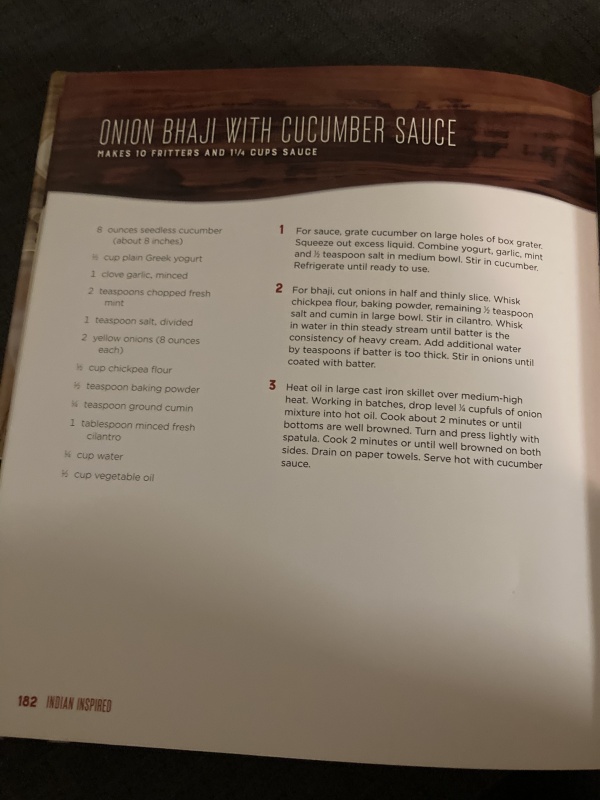 ONION BHAJI WITH CUCUMBER SAUCE
MAKES 10 FRITTERS AND 1¼ CUPS SAUCE
8 ounces seedless cucumber
(about 8 inches)
cup plain Greek yogurt
1 clove garlic, minced
2 teaspoons chopped fresh
mint
1 teaspoon salt, divided
2 yellow onions (8 ounces
each)
cup chickpea flour
½ teaspoon baking powder
teaspoon ground cumin
1 tablespoon minced fresh
cilantro
cup water
½ cup vegetable oil
1 For sauce, grate cucumber on large holes of box grater.
Squeeze out excess liquid. Combine yogurt, garlic, mint
and ½ teaspoon salt in medium bowl. Stir in cucumber.
Refrigerate until ready to use.
2 For bhaji, cut onions in half and thinly slice. Whisk
chickpea flour, baking powder, remaining ½ teaspoon
salt and cumin in large bowl. Stir in cilantro. Whisk
in water in thin steady stream until batter is the
consistency of heavy cream. Add additional water
by teaspoons if batter is too thick. Stir in onions until
coated with batter.
3 Heat oil in large cast iron skillet over medium-high
heat. Working in batches, drop level ¼ cupfuls of onion
mixture into hot oil. Cook about 2 minutes or until
bottoms are well browned. Turn and press lightly with
spatula. Cook 2 minutes or until well browned on both
sides. Drain on paper towels. Serve hot with cucumber
sauce.
182 INDIAN INSPIRED